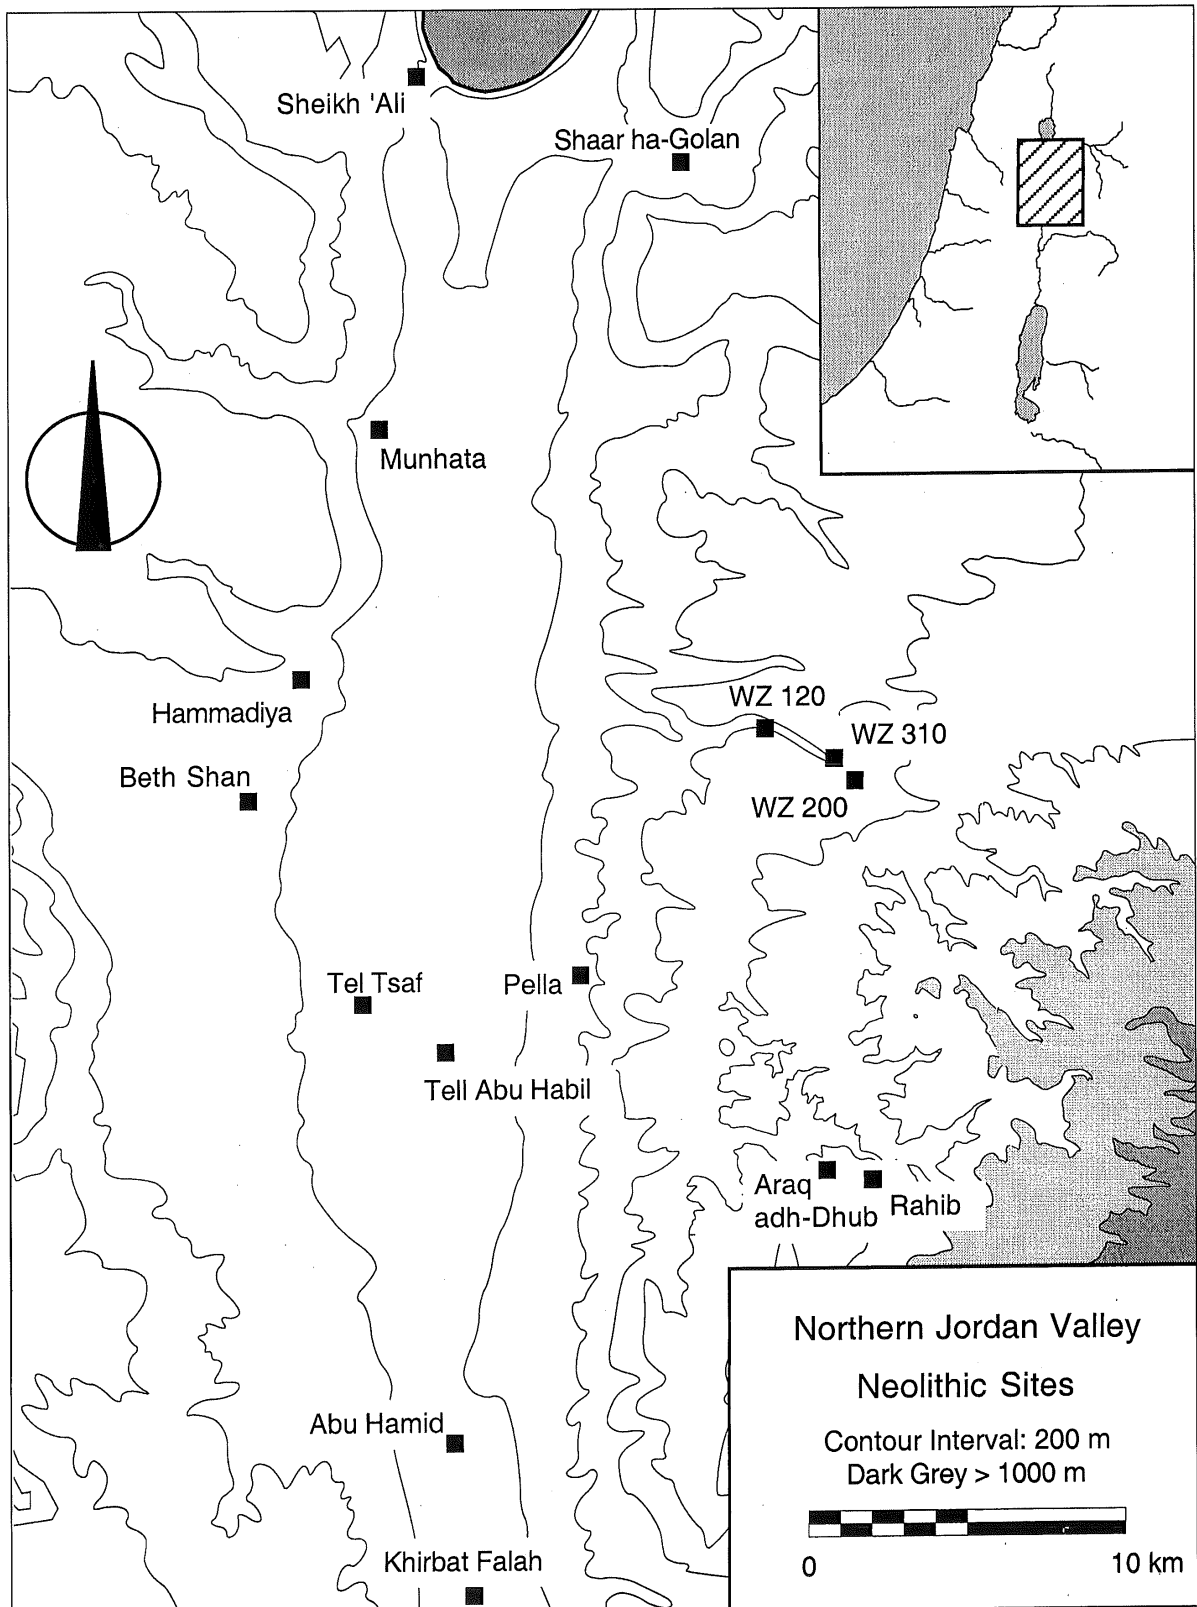 Sheikh 'Ali
Shaar ha-Golan
Munhata
WZ 120
Hammadiya
WZ 310
Beth Shan
WZ 200
Tel Tsaf
Pella
Tell Abu Habil
Araq
adh-Dhub
Rahib
Northern Jordan Valley
Neolithic Sites
Contour Interval: 200 m
Dark Grey > 1000 m
Abu Hamid
Khirbat Falah
0 10 km